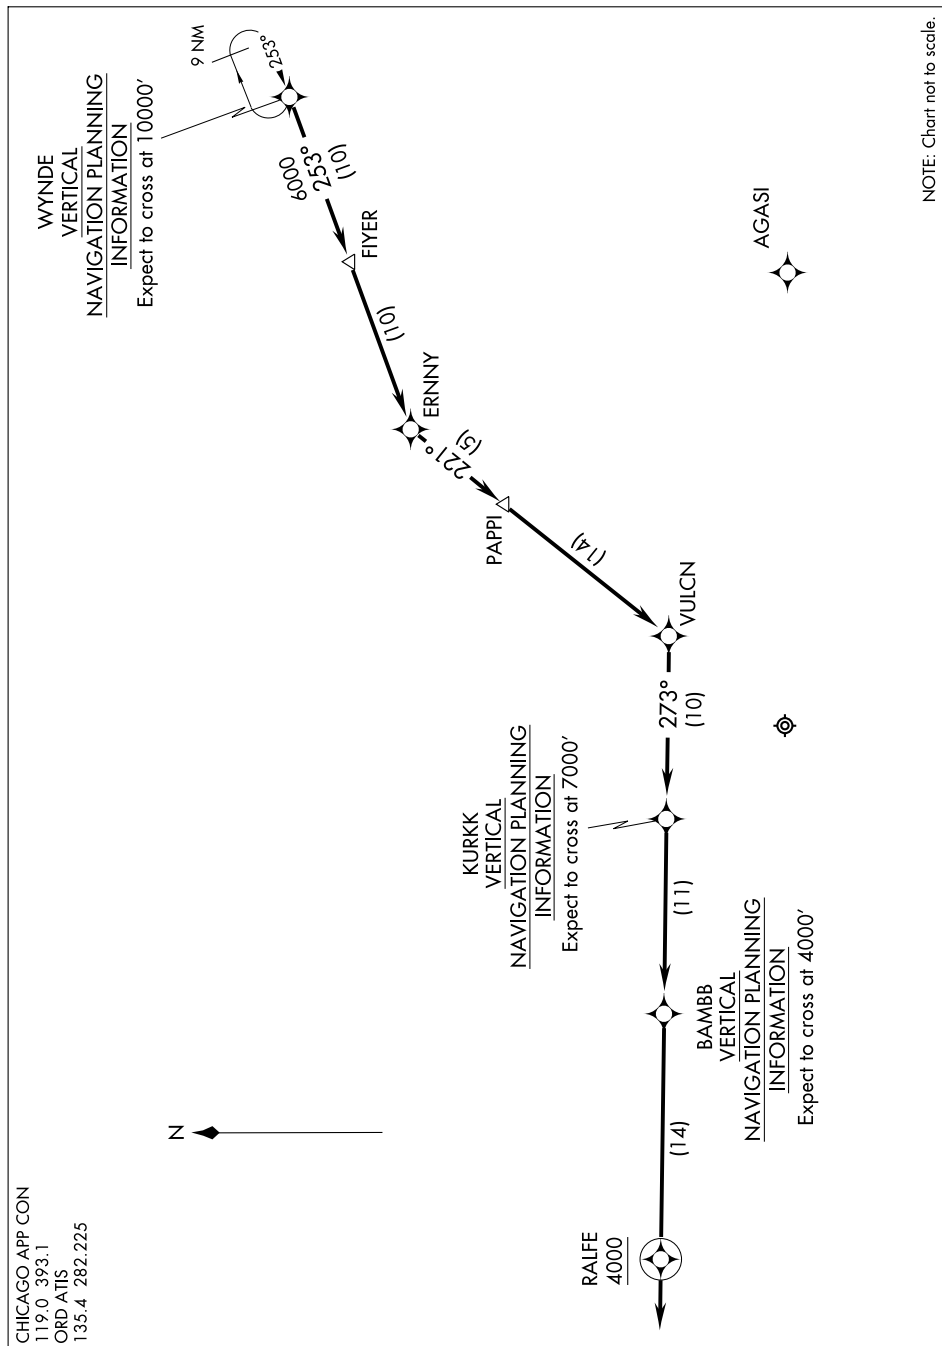 CHICAGO APP CON
119.0 393.1
ORD ATIS
135.4 282.225
N
WYNDE
VERTICAL
NAVIGATION PLANNING
INFORMATION
Expect to cross at 10000'
9 NM
253°
6000
253°
(10)
FIYER
(10)
ERNNY
221°
(5)
PAPPI
(14)
VULCN
273°
(10)
AGASI
KURKK
VERTICAL
NAVIGATION PLANNING
INFORMATION
Expect to cross at 7000'
(11)
BAMBB
VERTICAL
NAVIGATION PLANNING
INFORMATION
Expect to cross at 4000'
(14)
RALFE
4000
NOTE: Chart not to scale.